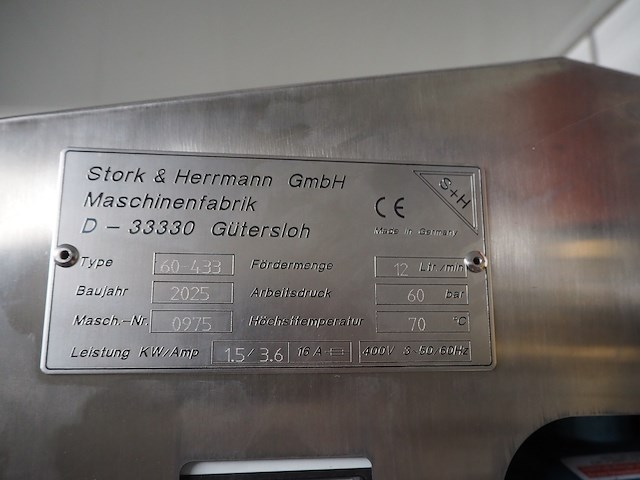 Stork & Herrmann GmbH
Maschinenfabrik
D - 33330 Gütersloh
CE
S+H
Made in Germany
Type 60-433 Fördermenge 12 Ltr./min
Baujahr 2025 Arbeitsdruck 60 bar
Masch.-Nr. 0975 Höchsttemperatur 70 °C
Leistung KW/Amp 1.5/3.6 16 A 400V 3~50/60Hz